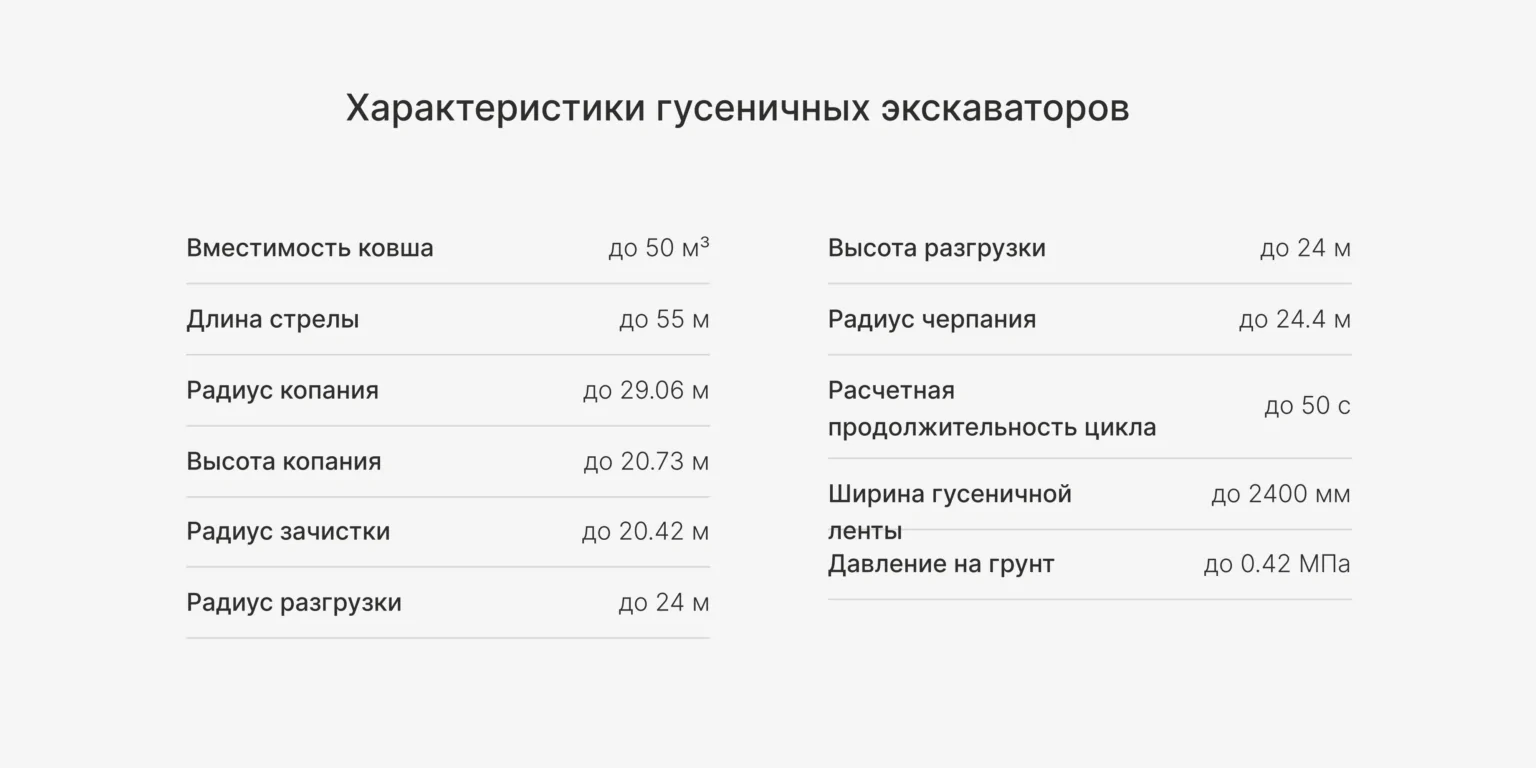 Характеристики гусеничных экскаваторов
Вместимость ковша до 50 м³
Длина стрелы до 55 м
Радиус копания до 29.06 м
Высота копания до 20.73 м
Радиус зачистки до 20.42 м
Радиус разгрузки до 24 м
Высота разгрузки до 24 м
Радиус черпания до 24.4 м
Расчетная
продолжительность цикла
до 50 с
Ширина гусеничной до 2400 мм
ленты
Давление на грунт до 0.42 МПа